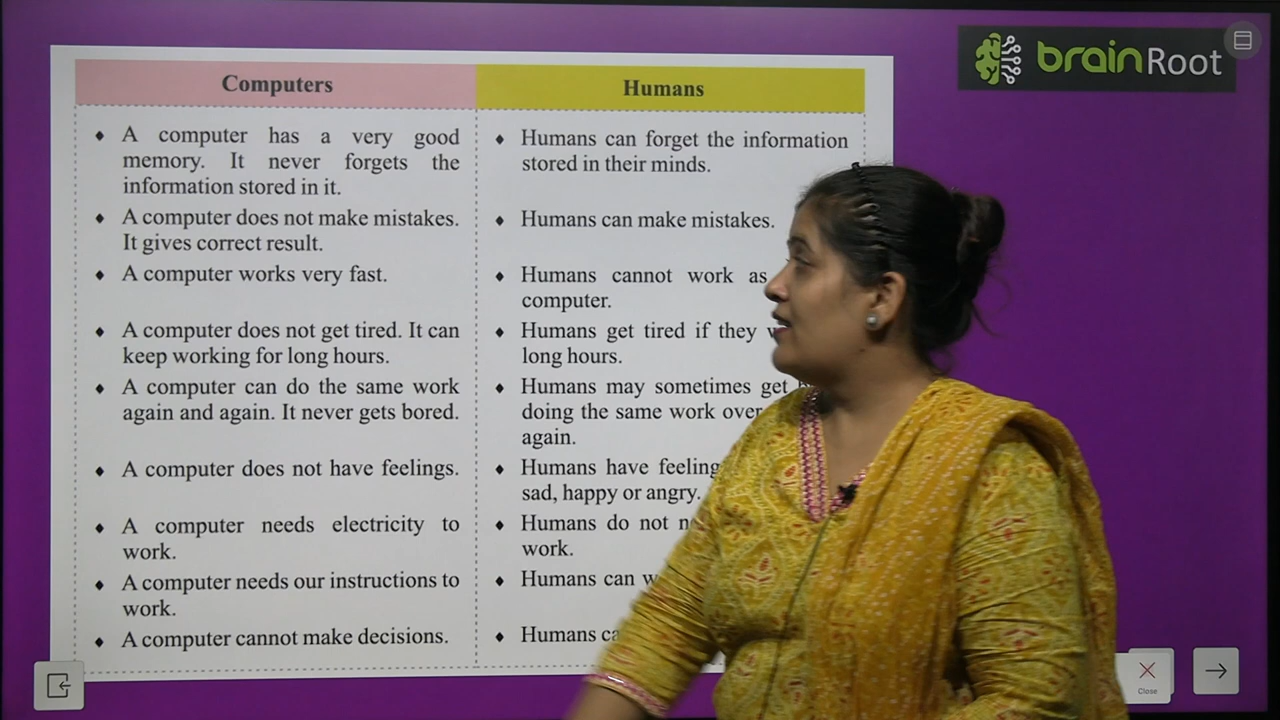 brainRoot
Computers
Humans
♦ A computer has a very good
memory. It never forgets the
information stored in it.
♦ A computer does not make mistakes.
It gives correct result.
♦ A computer works very fast.
♦ A computer does not get tired. It can
keep working for long hours.
♦ A computer can do the same work
again and again. It never gets bored.
♦ A computer does not have feelings.
♦ A computer needs electricity to
work.
♦ A computer needs our instructions to
work.
♦ A computer cannot make decisions.
♦ Humans can forget the information
stored in their minds.
♦ Humans can make mistakes.
♦ Humans cannot work as
computer.
♦ Humans get tired if they
long hours.
♦ Humans may sometimes get
doing the same work over
again.
♦ Humans have
sad, happy or angry.
♦ Humans do not
work.
♦ Humans can
♦ Humans
Close